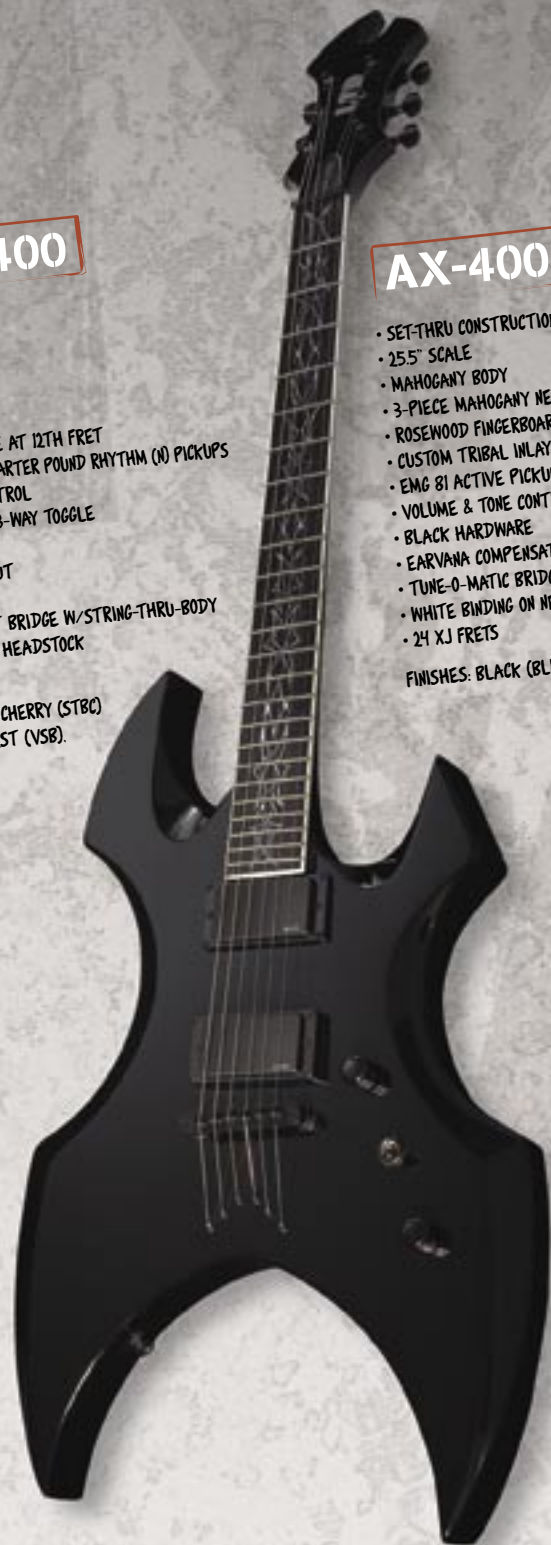 400
E AT 12TH FRET
ARTER POUND RHYTHM (N) PICKUPS
TROL
3-WAY TOGGLE
UT
T BRIDGE W/STRING-THRU-BODY
HEADSTOCK
CHERRY (STBC)
ST (VSB).
AX-400
• SET-THRU CONSTRUCTION
• 25.5" SCALE
• MAHOGANY BODY
• 3-PIECE MAHOGANY NE
• ROSEWOOD FINGERBOAR
• CUSTOM TRIBAL INLAY
• EMG 81 ACTIVE PICKU
• VOLUME & TONE CONT
• BLACK HARDWARE
• EARVANA COMPENSAT
• TUNE-O-MATIC BRIDG
• WHITE BINDING ON NE
• 24 XJ FRETS
FINISHES: BLACK (BL